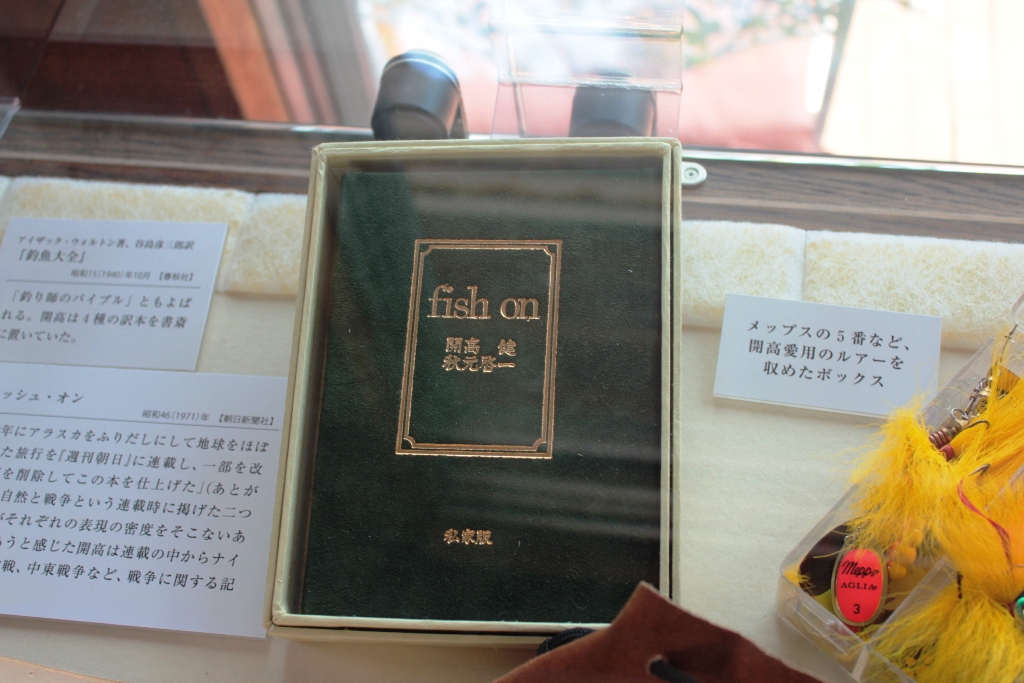 アイザック・ウォルトン著、谷島彦三郎訳
『釣魚大全』
昭和15(1940)年10月 【春秋社】
「釣り師のバイブル」ともよば
れる。開高は4種の訳本を書斎
に置いていた。
ッシュ・オン
昭和46(1971)年 【朝日新聞社】
年にアラスカをふりだしにして地球をほぼ
た旅行を『週刊朝日』に連載し、一部を改
を削除してこの本を仕上げた」(あとが
自然と戦争という連載時に掲げた二つ
がそれぞれの表現の密度をそこないあ
うと感じた開高は連載の中からナイ
戦、中東戦争など、戦争に関する記
fish on
開高 健
秋元啓一
私家版
メップスの5番など、
開高愛用のルアーを
収めたボックス
Mepps
AGLIA
3